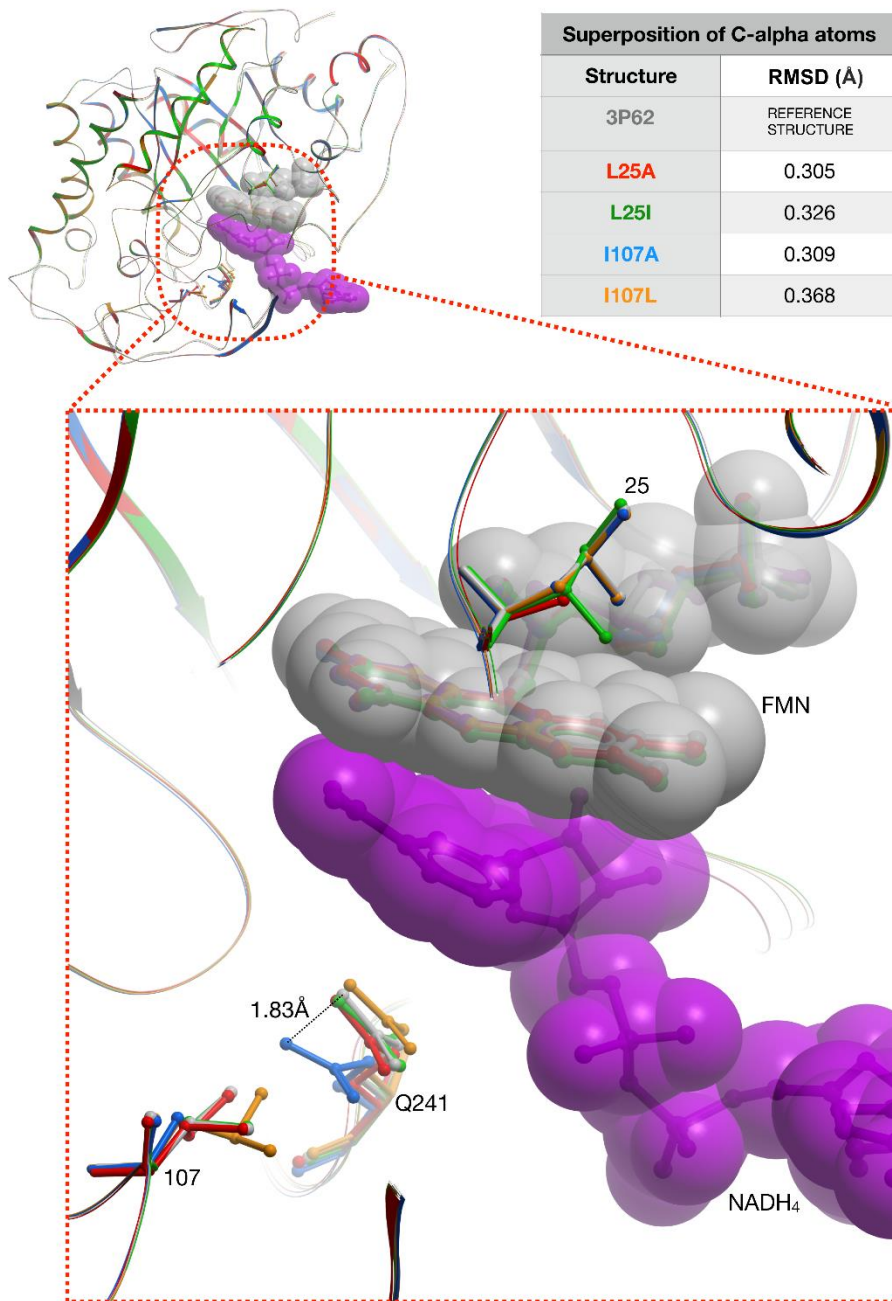 Superposition of C-alpha atoms
Structure RMSD (Å)
3P62 REFERENCE
STRUCTURE
L25A 0.305
L25I 0.326
I107A 0.309
I107L 0.368
25
FMN
1.83Å
Q241
107
NADH₄